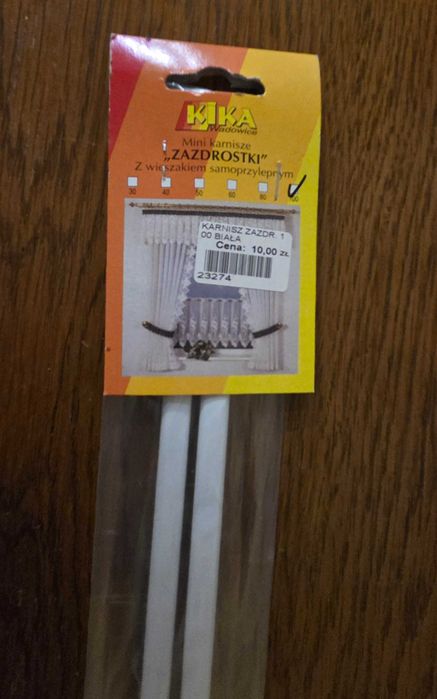 KIKA
Wadowice
Mini karnisze
„ZAZDROSTKI"
Z wieszakiem samoprzylepnym
30 40 50 60 80 100
KARNISZ ZAZDR. 1
00 BIAŁA
Cena: 10,00 ZŁ
23274